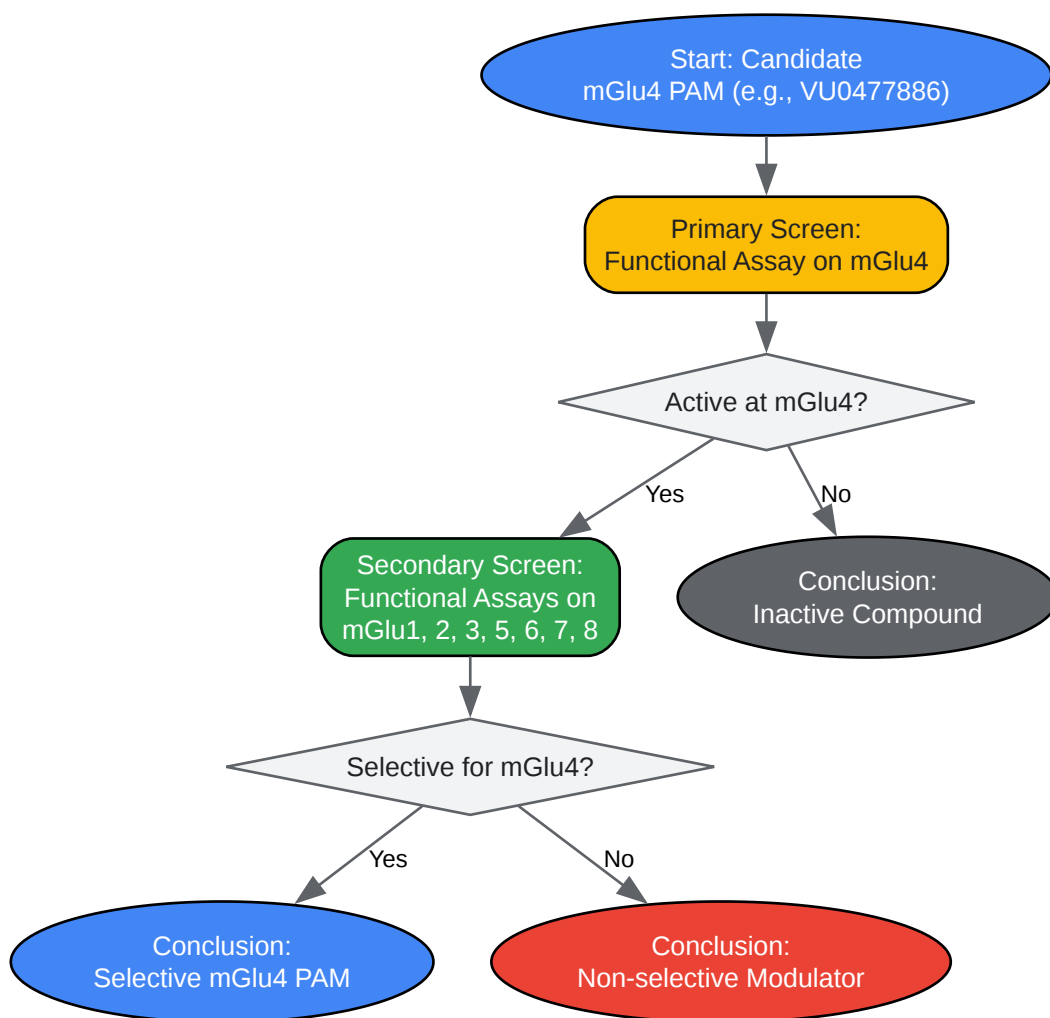 Start: Candidate
mGlu4 PAM (e.g., VU0477886)
Primary Screen:
Functional Assay on mGlu4
Active at mGlu4?
Yes
No
Secondary Screen:
Functional Assays on
mGlu1, 2, 3, 5, 6, 7, 8
Conclusion:
Inactive Compound
Selective for mGlu4?
Yes
No
Conclusion:
Selective mGlu4 PAM
Conclusion:
Non-selective Modulator